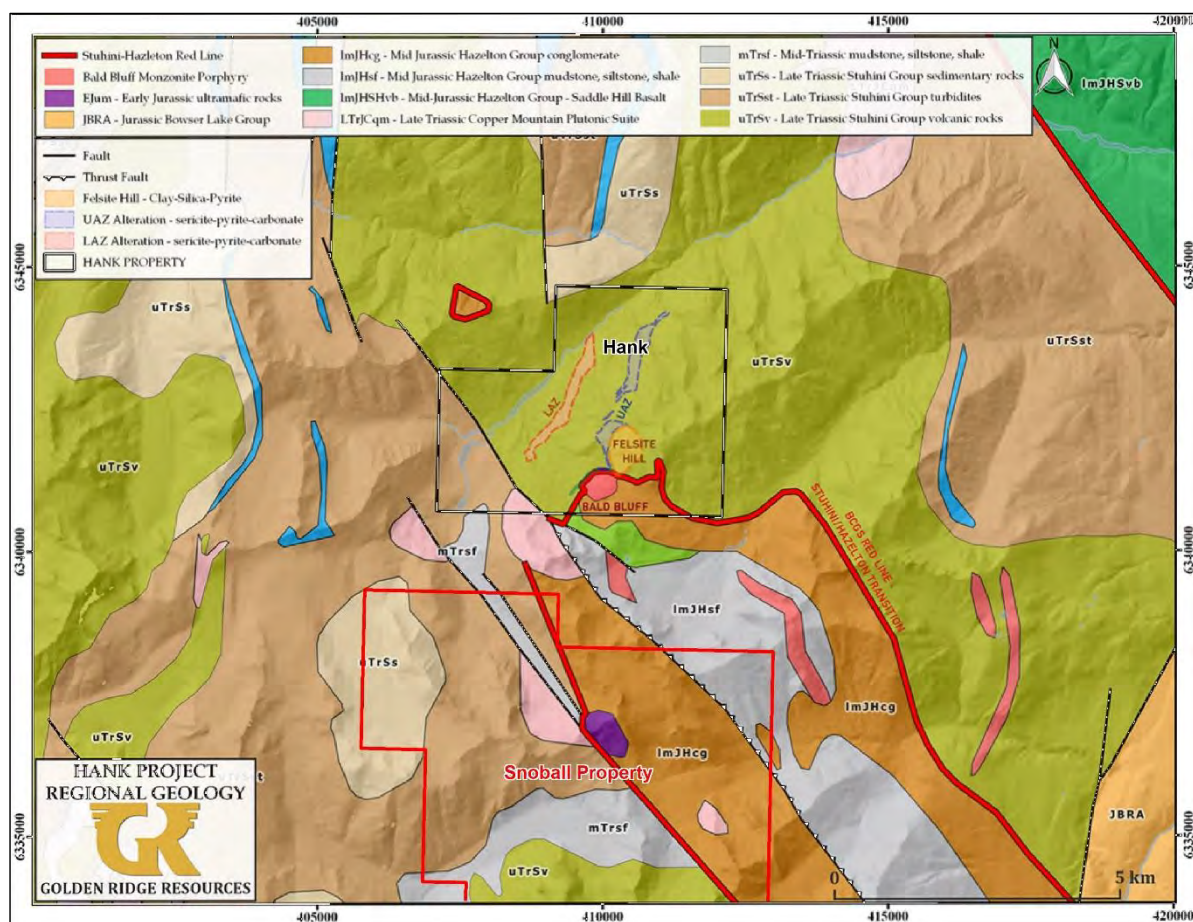 405000
410000
415000
Stuhini-Hazleton Red Line
Bald Bluff Monzonite Porphyry
EJum - Early Jurassic ultramafic rocks
JBRA - Jurassic Bowser Lake Group
lmJHcg - Mid Jurassic Hazelton Group conglomerate
lmJHsf - Mid Jurassic Hazelton Group mudstone, siltstone, shale
lmJHSHvb - Mid-Jurassic Hazelton Group - Saddle Hill Basalt
LTrJCqm - Late Triassic Copper Mountain Plutonic Suite
mTrsf - Mid-Triassic mudstone, siltstone, shale
uTrSs - Late Triassic Stuhini Group sedimentary rocks
uTrSst - Late Triassic Stuhini Group turbidites
uTrSv - Late Triassic Stuhini Group volcanic rocks
N
lmJHSvb
Fault
Thrust Fault
Felsite Hill - Clay-Silica-Pyrite
UAZ Alteration - sericite-pyrite-carbonate
LAZ Alteration - sericite-pyrite-carbonate
HANK PROPERTY
uTrSs
6345000
6345000
uTrSs
Hank
uTrSv
uTrSst
LAZ
UAZ
FELSITE
HILL
uTrSv
BALD BLUFF
BCGS RED LINE -
STUHINI/HAZELTON TRANSITION
6340000
6340000
mTrsf
lmJHsf
uTrSs
lmJHcg
uTrSv
lmJHcg
Snoball Property
HANK PROJECT
REGIONAL GEOLOGY
GR
GOLDEN RIDGE RESOURCES
mTrsf
uTrSv
JBRA
6335000
6335000
0
5 km
405000
410000
415000